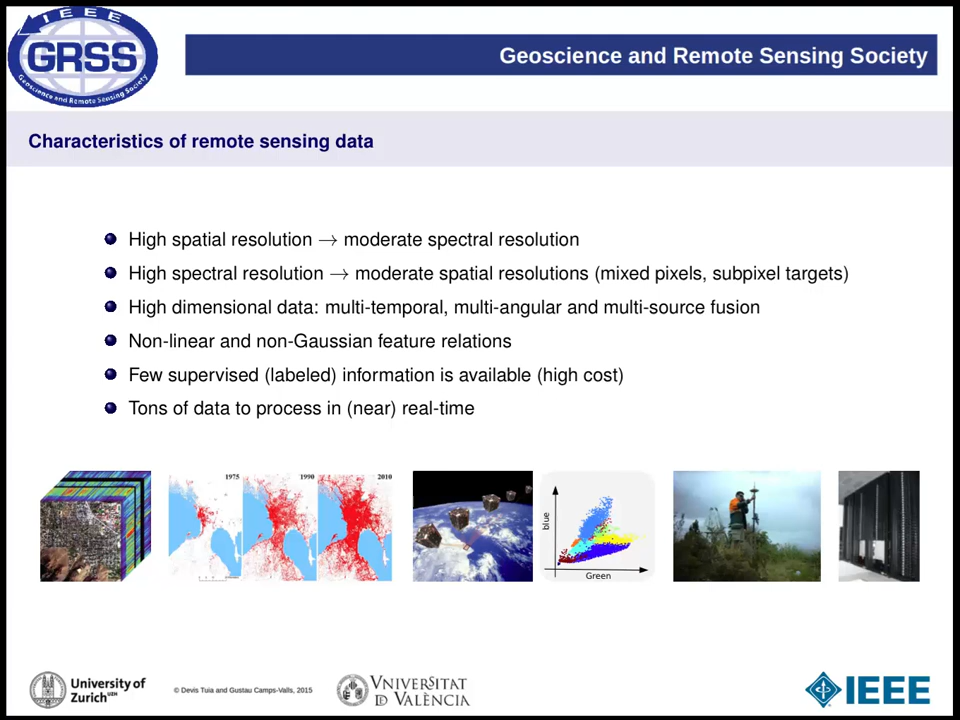 IEEE
GRSS
Geoscience and Remote Sensing Society
Geoscience and Remote Sensing Society
Characteristics of remote sensing data
High spatial resolution → moderate spectral resolution
High spectral resolution → moderate spatial resolutions (mixed pixels, subpixel targets)
High dimensional data: multi-temporal, multi-angular and multi-source fusion
Non-linear and non-Gaussian feature relations
Few supervised (labeled) information is available (high cost)
Tons of data to process in (near) real-time
1975
1990
2010
blue
Green
University of
Zurich UZH
© Devis Tuia and Gustau Camps-Valls, 2015
VNIVERSITAT
ID VALÈNCIA
IEEE